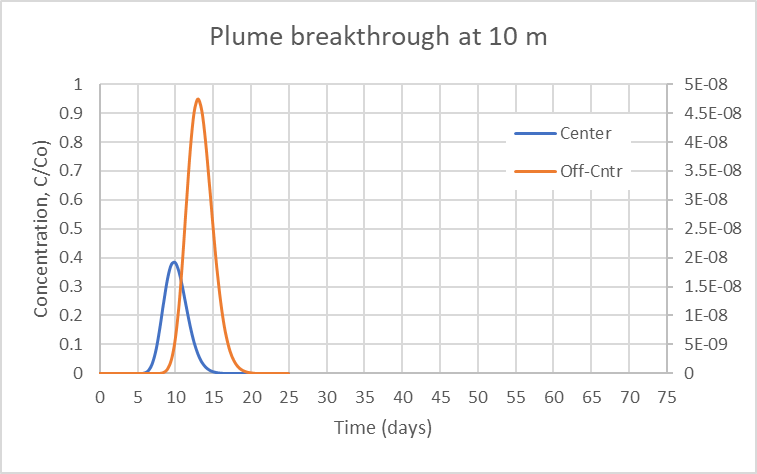 Plume breakthrough at 10 m
Concentration, C/Co)
1
0.9
0.8
0.7
0.6
0.5
0.4
0.3
0.2
0.1
0
5E-08
4.5E-08
4E-08
3.5E-08
3E-08
2.5E-08
2E-08
1.5E-08
1E-08
5E-09
0
Center
Off-Cntr
0 5 10 15 20 25 30 35 40 45 50 55 60 65 70 75
Time (days)